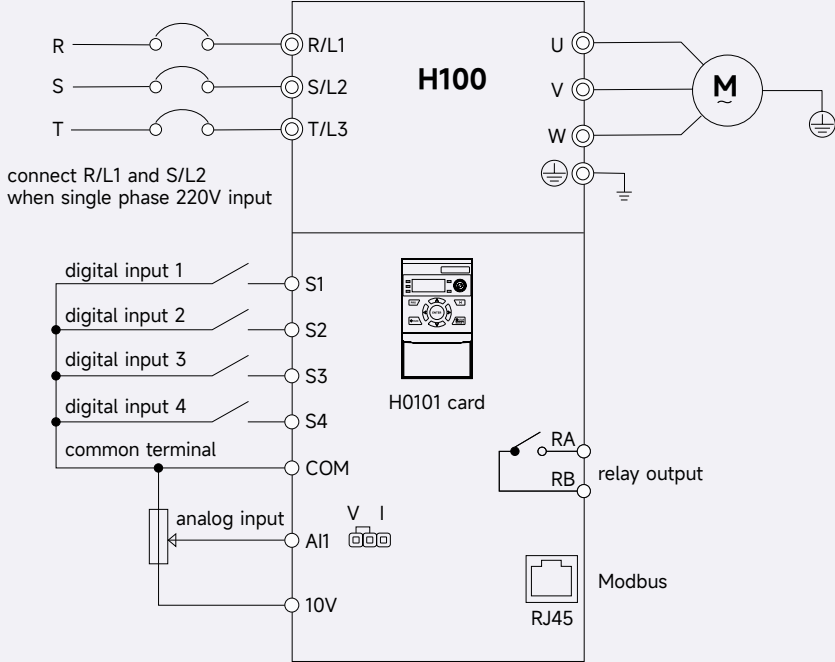 R
R/L1
H100
U
S
S/L2
V
M
~
T
T/L3
W
connect R/L1 and S/L2
when single phase 220V input
digital input 1
S1
digital input 2
S2
digital input 3
S3
digital input 4
S4
H0101 card
common terminal
COM
RA
RB
relay output
analog input
V I
AI1
10V
Modbus
RJ45